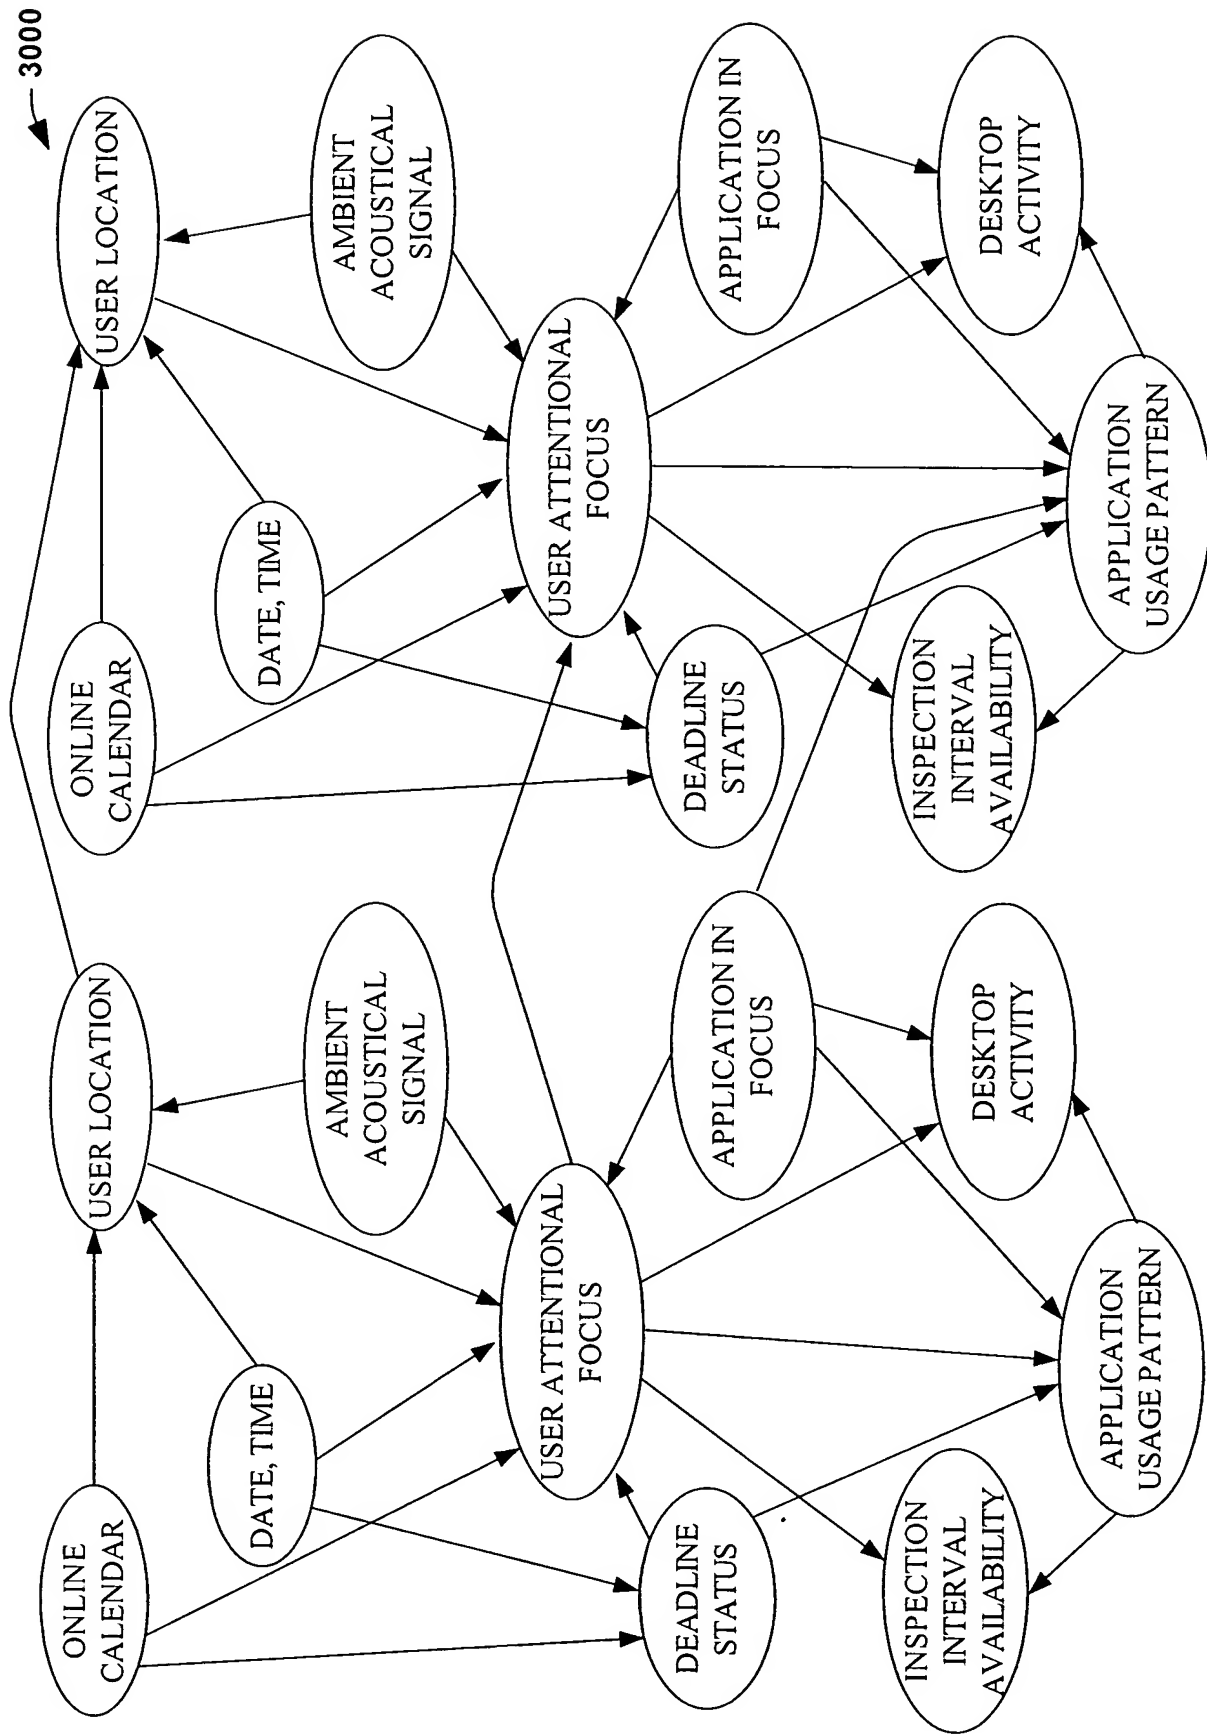 3000
ONLINE
CALENDAR
USER LOCATION
DATE, TIME
AMBIENT
ACOUSTICAL
SIGNAL
USER ATTENTIONAL
FOCUS
DEADLINE
STATUS
APPLICATION IN
FOCUS
INSPECTION
INTERVAL
AVAILABILITY
DESKTOP
ACTIVITY
APPLICATION
USAGE PATTERN
ONLINE
CALENDAR
USER LOCATION
DATE, TIME
AMBIENT
ACOUSTICAL
SIGNAL
USER ATTENTIONAL
FOCUS
DEADLINE
STATUS
APPLICATION IN
FOCUS
INSPECTION
INTERVAL
AVAILABILITY
DESKTOP
ACTIVITY
APPLICATION
USAGE PATTERN